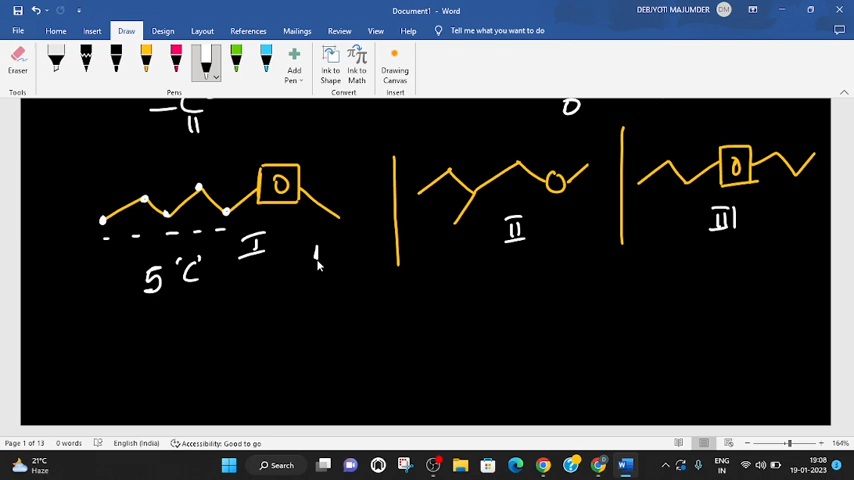 Document1 - Word
DEBJYOTI MAJUMDER
DM
File Home Insert Draw Design Layout References Mailings Review View Help Tell me what you want to do
Eraser
Add Pen
Ink to Shape
Ink to Math
Drawing Canvas
Tools
Pens
Convert
Insert
C
O
O
O
O
I
II
III
5 'C'
1
Page 1 of 13 0 words English (India) Accessibility: Good to go
164%
21°C
Haze
Search
ENG
IN
19:08
19-01-2023